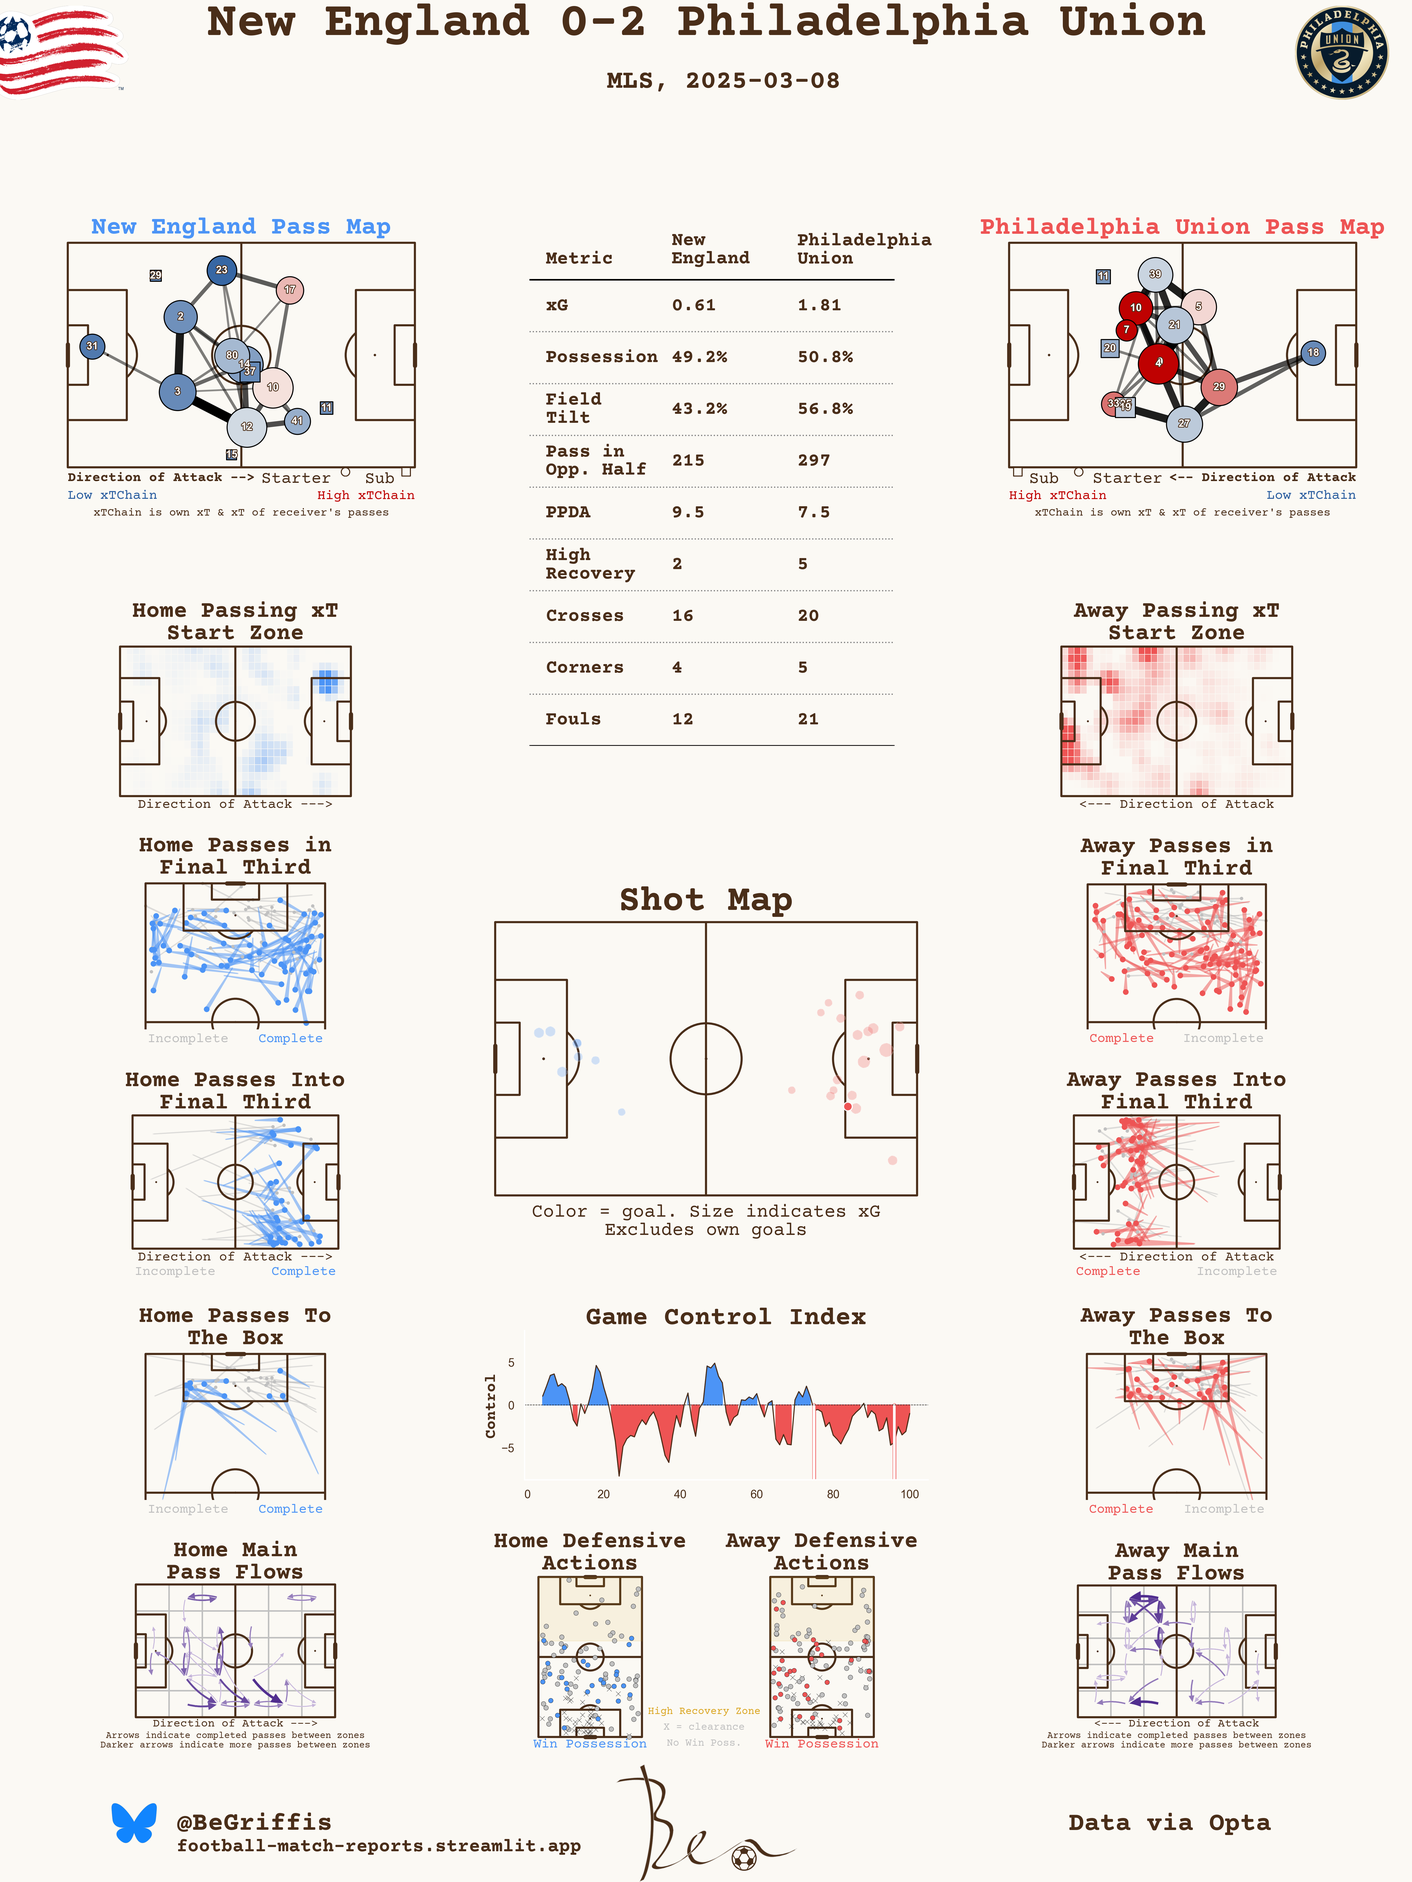 New England 0-2 Philadelphia Union
MLS, 2025-03-08
PHILADELPHIA
UNION
TM
New England Pass Map
29
23
17
2
31
80
14
37
3
10
11
12
41
15
Direction of Attack --> Starter Sub
Low xTChain High xTChain
xTChain is own xT & xT of receiver's passes
Metric New England Philadelphia Union
xG 0.61 1.81
Possession 49.2% 50.8%
Field Tilt 43.2% 56.8%
Pass in Opp. Half 215 297
PPDA 9.5 7.5
High Recovery 2 5
Crosses 16 20
Corners 4 5
Fouls 12 21
Philadelphia Union Pass Map
11
39
10
5
7
21
20
18
4
29
33
19
27
Sub Starter <-- Direction of Attack
High xTChain Low xTChain
xTChain is own xT & xT of receiver's passes
Home Passing xT
Start Zone
Direction of Attack --->
Away Passing xT
Start Zone
<--- Direction of Attack
Home Passes in
Final Third
Incomplete Complete
Away Passes in
Final Third
Complete Incomplete
Shot Map
Color = goal. Size indicates xG
Excludes own goals
Home Passes Into
Final Third
Direction of Attack --->
Incomplete Complete
Away Passes Into
Final Third
<--- Direction of Attack
Complete Incomplete
Home Passes To
The Box
Incomplete Complete
Game Control Index
Control
5
0
−5
0 20 40 60 80 100
Away Passes To
The Box
Complete Incomplete
Home Main
Pass Flows
Direction of Attack --->
Arrows indicate completed passes between zones
Darker arrows indicate more passes between zones
Home Defensive
Actions
Win Possession
High Recovery Zone
X = clearance
No Win Poss.
Away Defensive
Actions
Win Possession
Away Main
Pass Flows
<--- Direction of Attack
Arrows indicate completed passes between zones
Darker arrows indicate more passes between zones
@BeGriffis
football-match-reports.streamlit.app
Ben
Data via Opta